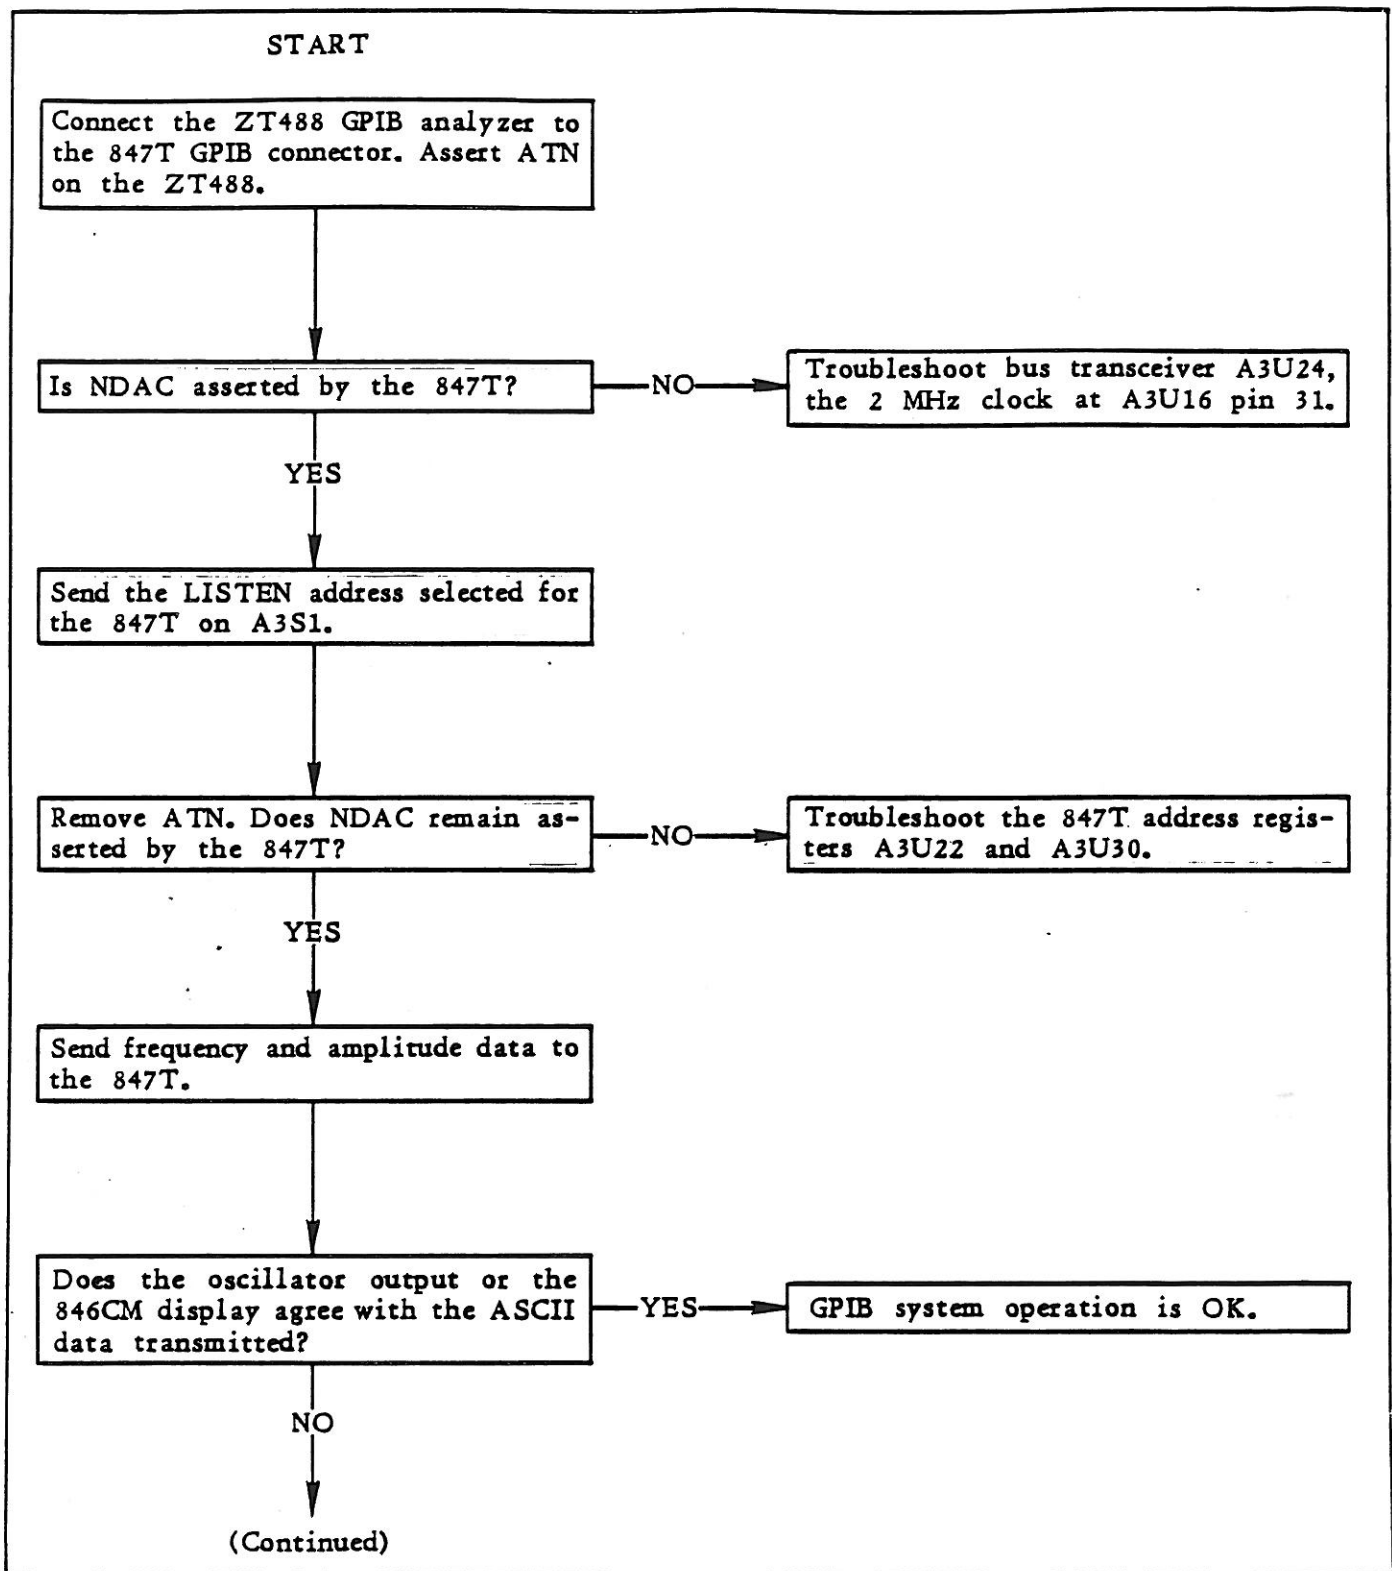 START
Connect the ZT488 GPIB analyzer to
the 847T GPIB connector. Assert ATN
on the ZT488.
Is NDAC asserted by the 847T?
NO
Troubleshoot bus transceiver A3U24,
the 2 MHz clock at A3U16 pin 31.
YES
Send the LISTEN address selected for
the 847T on A3S1.
Remove ATN. Does NDAC remain as-
serted by the 847T?
NO
Troubleshoot the 847T address regis-
ters A3U22 and A3U30.
YES
Send frequency and amplitude data to
the 847T.
Does the oscillator output or the
846CM display agree with the ASCII
data transmitted?
YES
GPIB system operation is OK.
NO
(Continued)